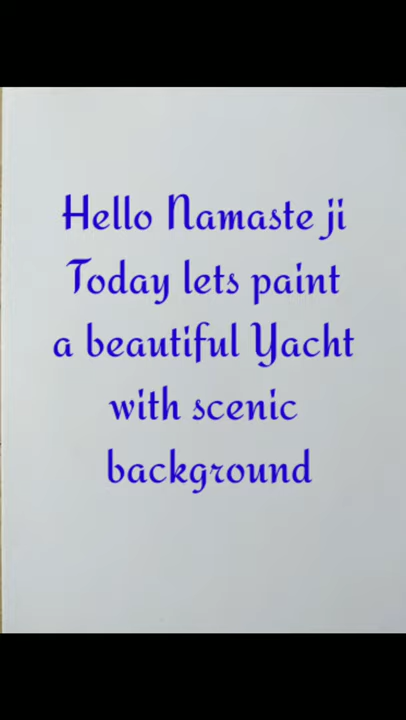 Hello Namaste ji
Today lets paint
a beautiful Yacht
with scenic
background